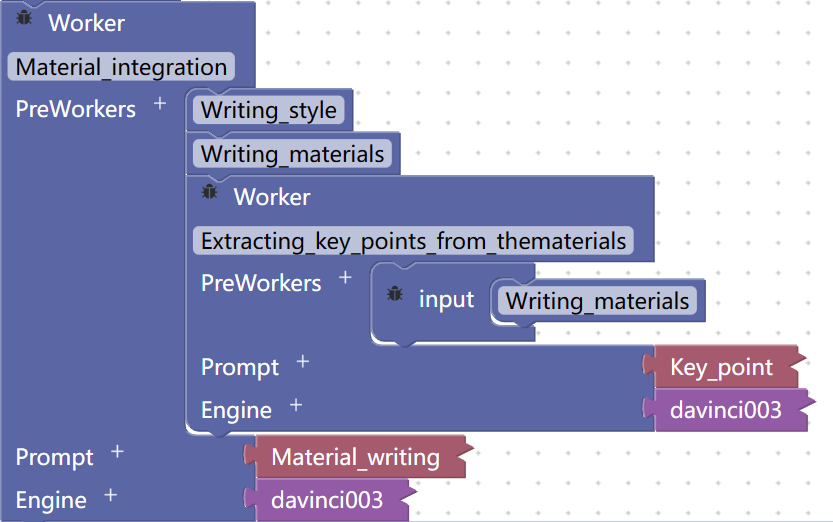 Worker
Material_integration
PreWorkers +
Writing_style
Writing_materials
Worker
Extracting_key_points_from_thematerials
PreWorkers + input Writing_materials
Prompt + Key_point
Engine + davinci003
Prompt + Material_writing
Engine + davinci003